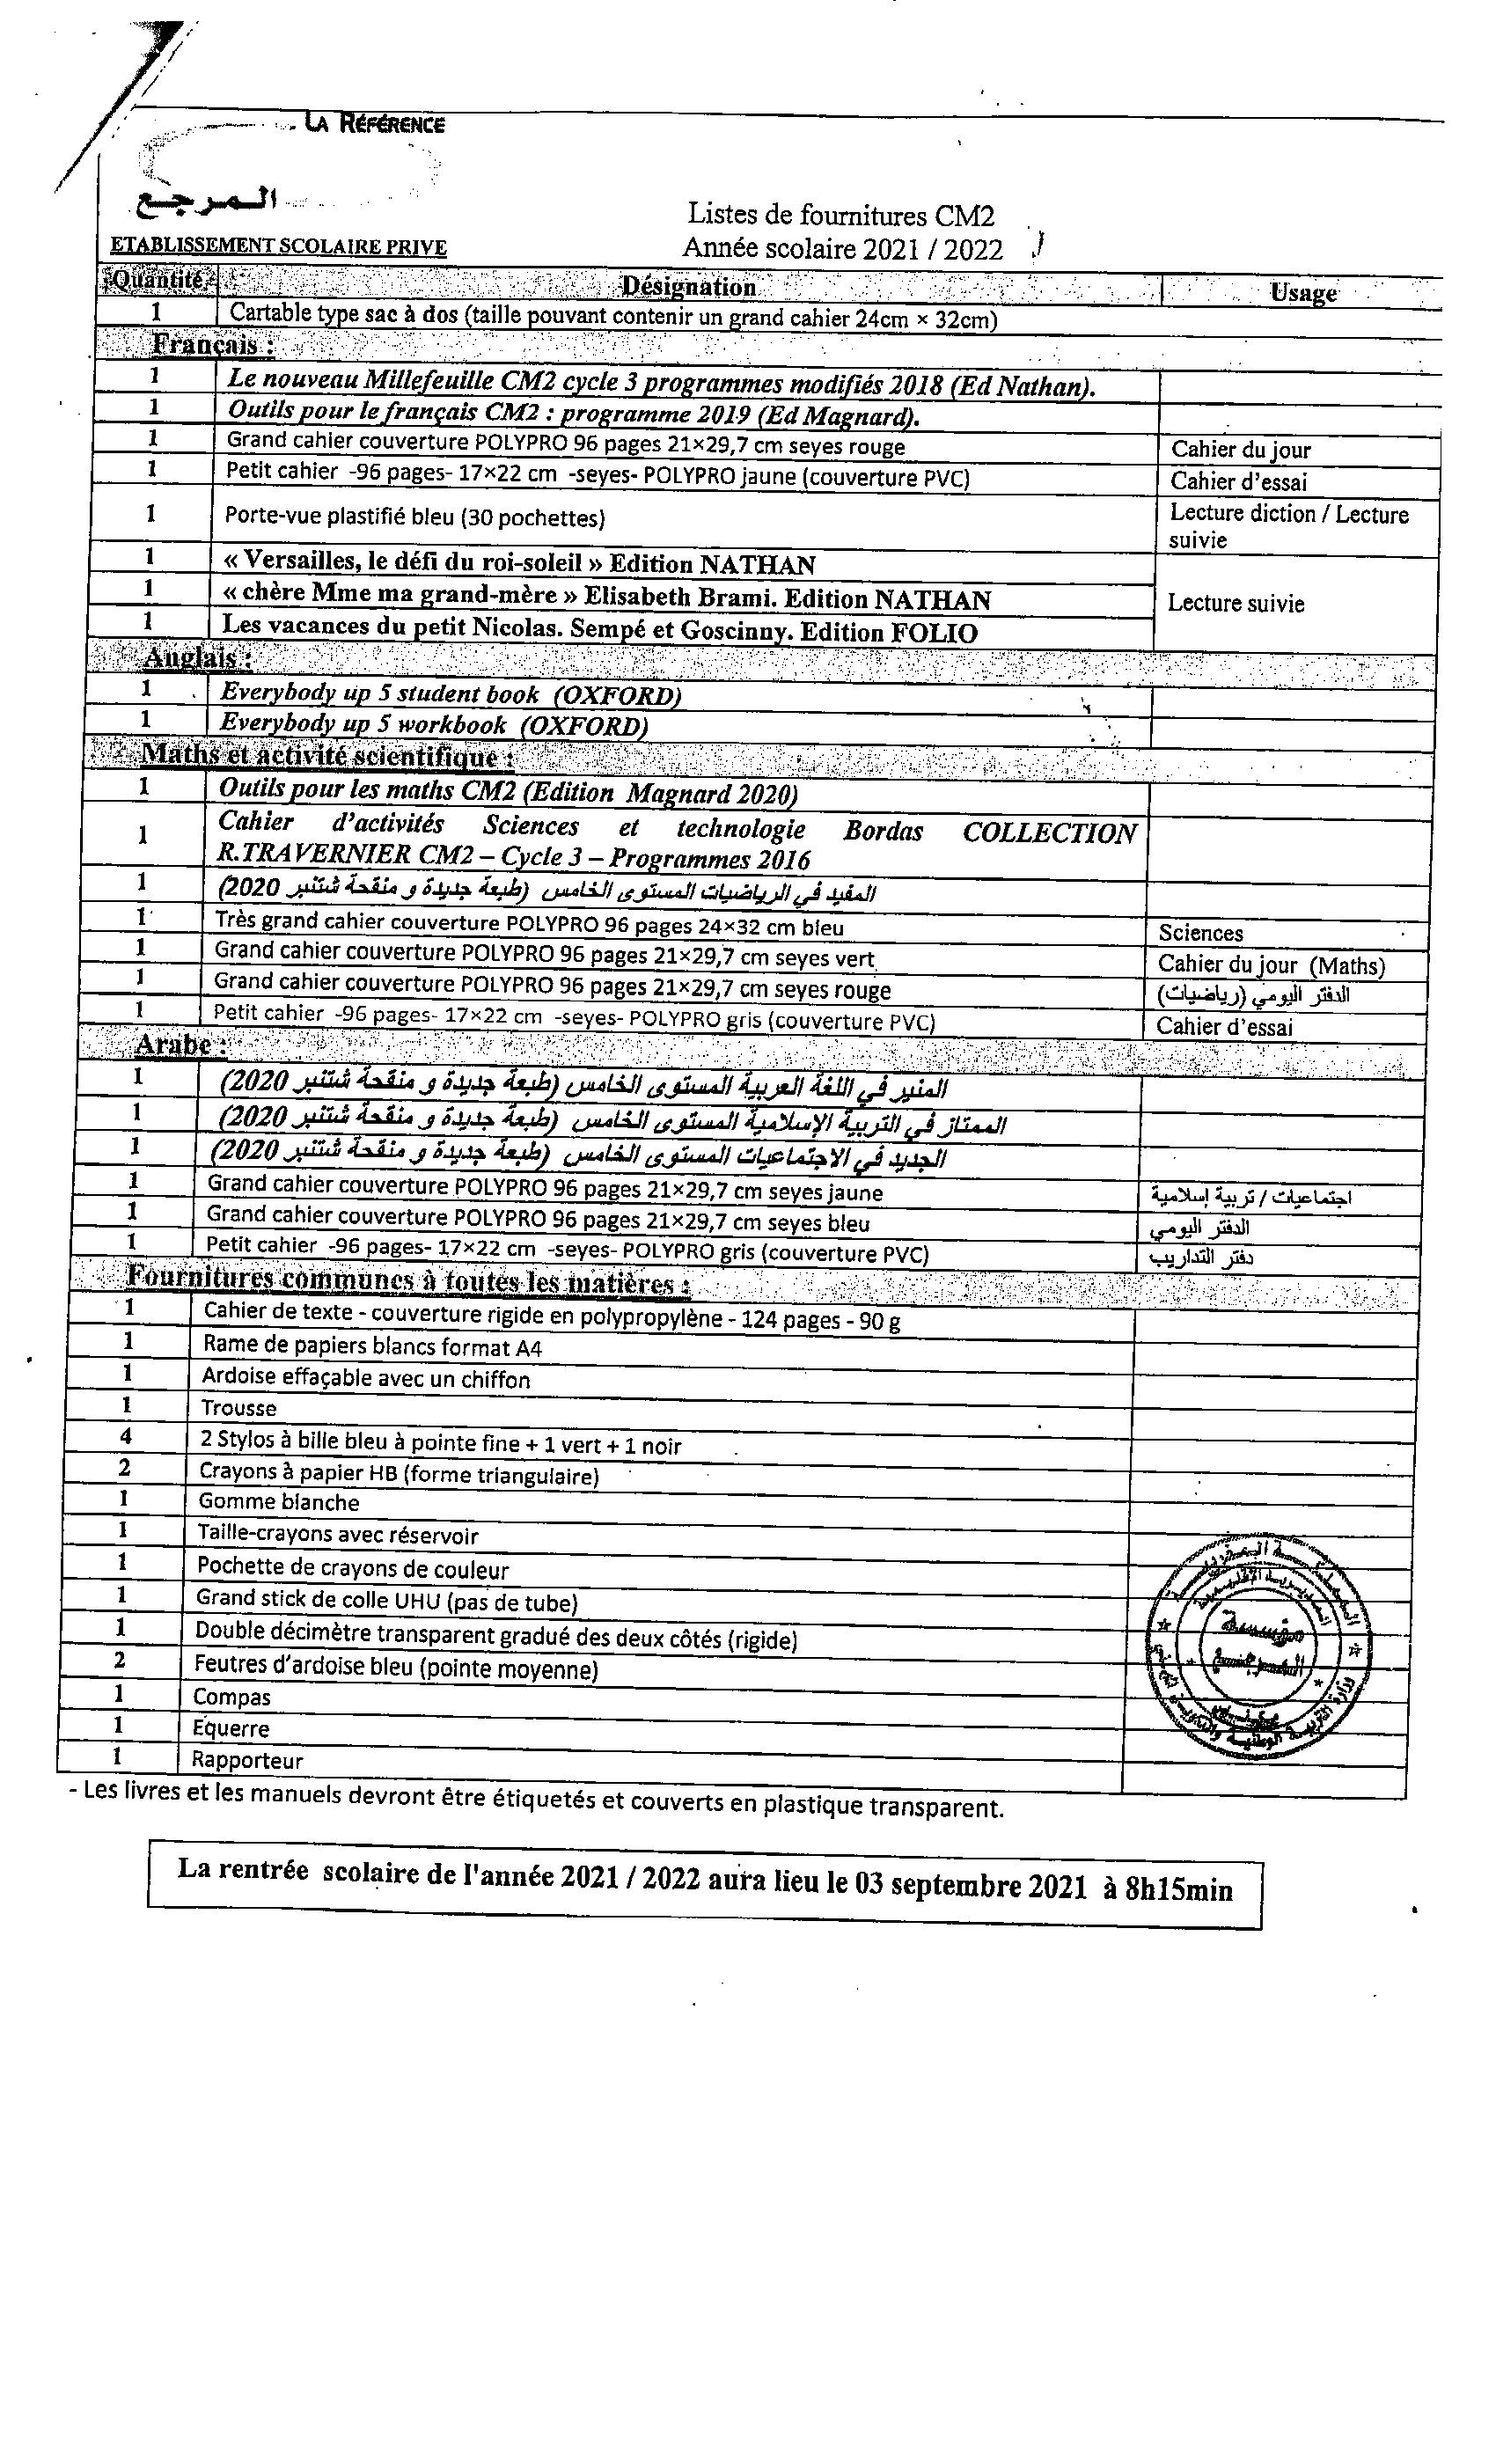 LA RÉFÉRENCE
المرجع
ETABLISSEMENT SCOLAIRE PRIVE
Listes de fournitures CM2
Année scolaire 2021 / 2022
Quantité Désignation Usage
1 Cartable type sac à dos (taille pouvant contenir un grand cahier 24cm × 32cm)
Français :
1 Le nouveau Millefeuille CM2 cycle 3 programmes modifiés 2018 (Ed Nathan).
1 Outils pour le français CM2 : programme 2019 (Ed Magnard).
1 Grand cahier couverture POLYPRO 96 pages 21×29,7 cm seyes rouge Cahier du jour
1 Petit cahier -96 pages- 17×22 cm -seyes- POLYPRO jaune (couverture PVC) Cahier d'essai
1 Porte-vue plastifié bleu (30 pochettes) Lecture diction / Lecture
suivie
1 « Versailles, le défi du roi-soleil » Edition NATHAN
1 « chère Mme ma grand-mère » Elisabeth Brami. Edition NATHAN Lecture suivie
1 Les vacances du petit Nicolas. Sempé et Goscinny. Edition FOLIO
Anglais :
1 Everybody up 5 student book (OXFORD)
1 Everybody up 5 workbook (OXFORD)
Maths et activité scientifique :
1 Outils pour les maths CM2 (Edition Magnard 2020)
1 Cahier d'activités Sciences et technologie Bordas COLLECTION
R.TRAVERNIER CM2 – Cycle 3 – Programmes 2016
1 المفيد في الرياضيات المستوى الخامس (طبعة جديدة و منقحة شتنبر 2020)
1 Très grand cahier couverture POLYPRO 96 pages 24×32 cm bleu Sciences
1 Grand cahier couverture POLYPRO 96 pages 21×29,7 cm seyes vert Cahier du jour (Maths)
1 Grand cahier couverture POLYPRO 96 pages 21×29,7 cm seyes rouge الدفتر اليومي (رياضيات)
1 Petit cahier -96 pages- 17×22 cm -seyes- POLYPRO gris (couverture PVC) Cahier d'essai
Arabe :
1 المنير في اللغة العربية المستوى الخامس (طبعة جديدة و منقحة شتنبر 2020)
1 الممتاز في التربية الإسلامية المستوى الخامس (طبعة جديدة و منقحة شتنبر 2020)
1 الجديد في الاجتماعيات المستوى الخامس (طبعة جديدة و منقحة شتنبر 2020)
1 Grand cahier couverture POLYPRO 96 pages 21×29,7 cm seyes jaune اجتماعيات / تربية إسلامية
1 Grand cahier couverture POLYPRO 96 pages 21×29,7 cm seyes bleu الدفتر اليومي
1 Petit cahier -96 pages- 17×22 cm -seyes- POLYPRO gris (couverture PVC) دفتر التداريب
Fournitures communes à toutes les matières :
1 Cahier de texte - couverture rigide en polypropylène - 124 pages - 90 g
1 Rame de papiers blancs format A4
1 Ardoise effaçable avec un chiffon
1 Trousse
4 2 Stylos à bille bleu à pointe fine + 1 vert + 1 noir
2 Crayons à papier HB (forme triangulaire)
1 Gomme blanche
1 Taille-crayons avec réservoir
1 Pochette de crayons de couleur
1 Grand stick de colle UHU (pas de tube)
1 Double décimètre transparent gradué des deux côtés (rigide)
2 Feutres d'ardoise bleu (pointe moyenne)
1 Compas
1 Equerre
1 Rapporteur
المملكة المغربية
وزارة التربية الوطنية
المديرية الإقليمية
مؤسسة
المرجع
- Les livres et les manuels devront être étiquetés et couverts en plastique transparent.
La rentrée scolaire de l'année 2021 / 2022 aura lieu le 03 septembre 2021 à 8h15min